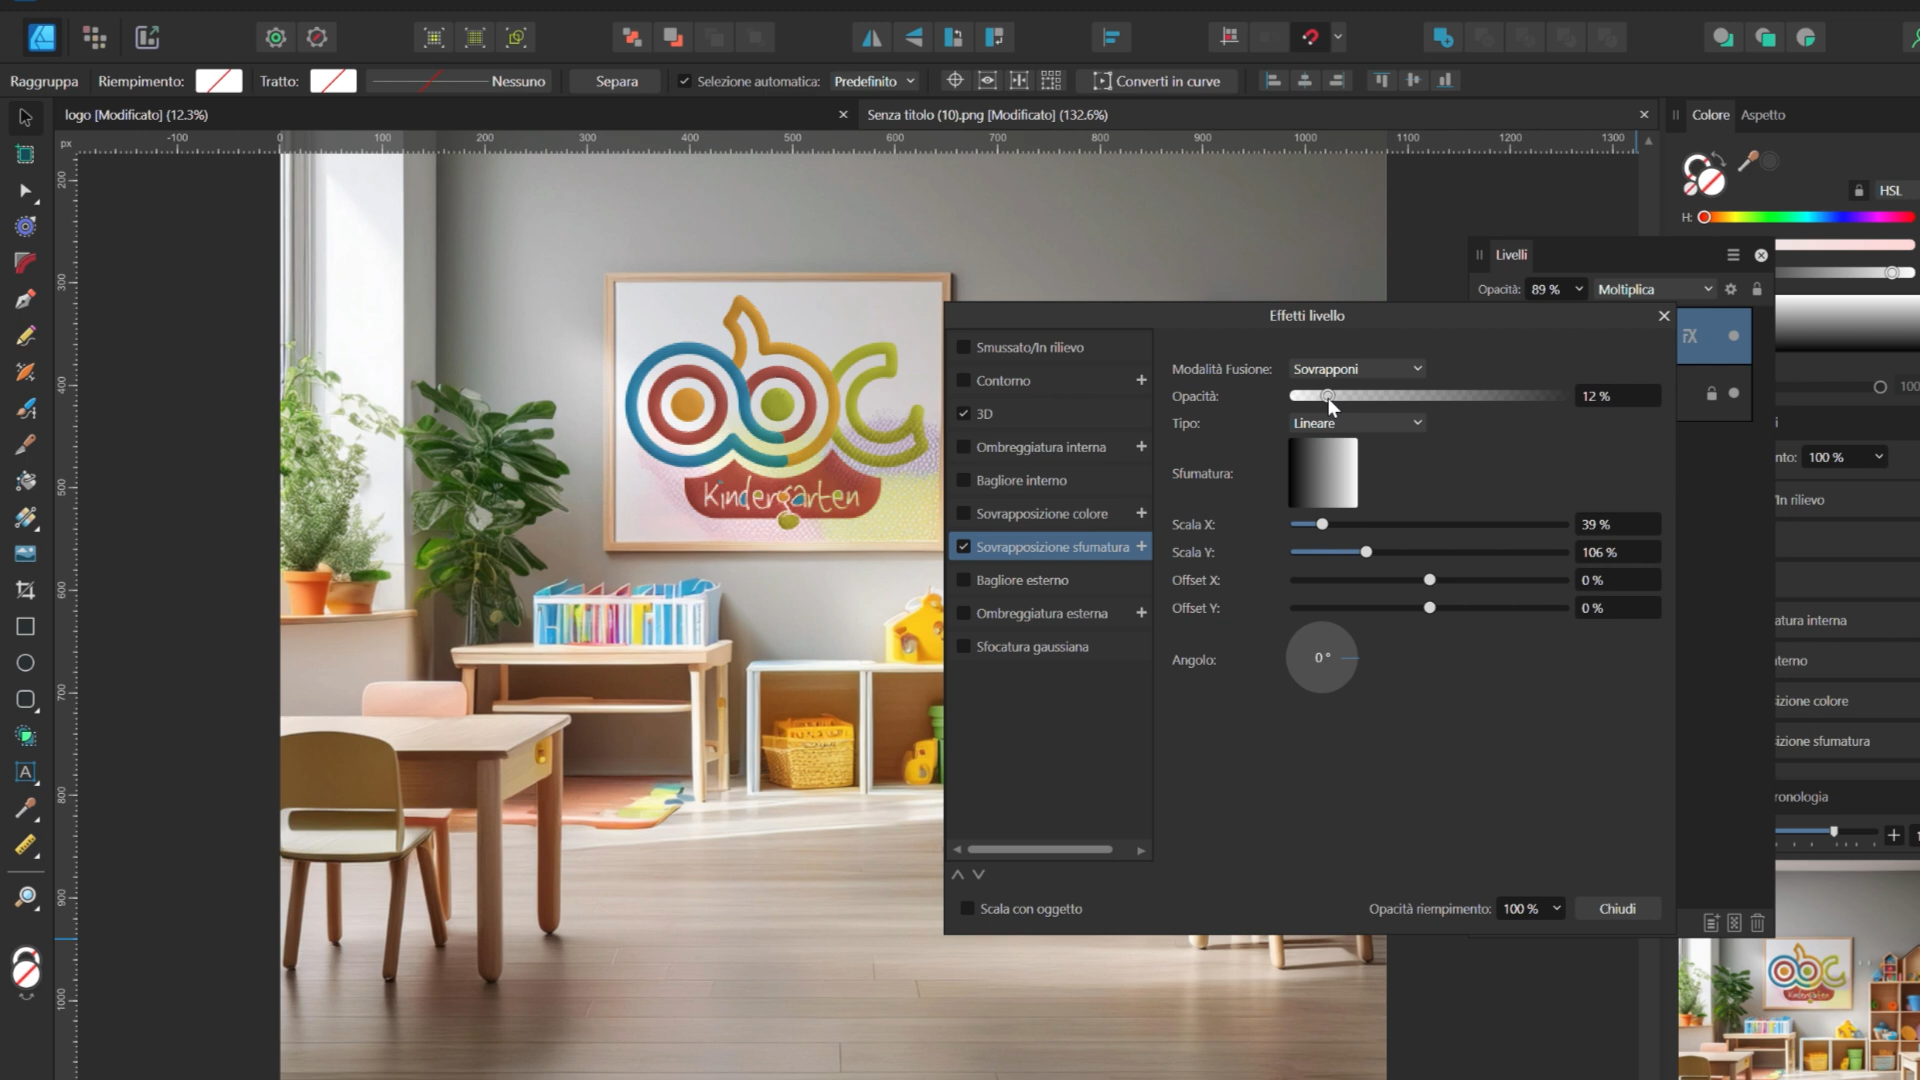 Raggruppa Riempimento: Tratto: Nessuno Separa Selezione automatica: Predefinito Converti in curve
logo [Modificato] (12.3%)
Senza titolo (10).png [Modificato] (132.6%)
Colore Aspetto
px
-100 0 100 200 300 400 500 600 700 800 900 1000 1100 1200 1300
200
300
400
500
600
700
800
900
1000
HSL
H:
Livelli
Opacità: 89 % Moltiplica
100
nto: 100 %
In rilievo
atura interna
terno
izione colore
izione sfumatura
ronologia
abc
Kindergarten
Effetti livello
Smussato/In rilievo
Contorno
3D
Ombreggiatura interna
Bagliore interno
Sovrapposizione colore
Sovrapposizione sfumatura
Bagliore esterno
Ombreggiatura esterna
Sfocatura gaussiana
Modalità Fusione: Sovrapponi
Opacità: 12 %
Tipo: Lineare
Sfumatura:
Scala X: 39 %
Scala Y: 106 %
Offset X: 0 %
Offset Y: 0 %
Angolo: 0 °
Scala con oggetto
Opacità riempimento: 100 % Chiudi
abc
Kindergarten